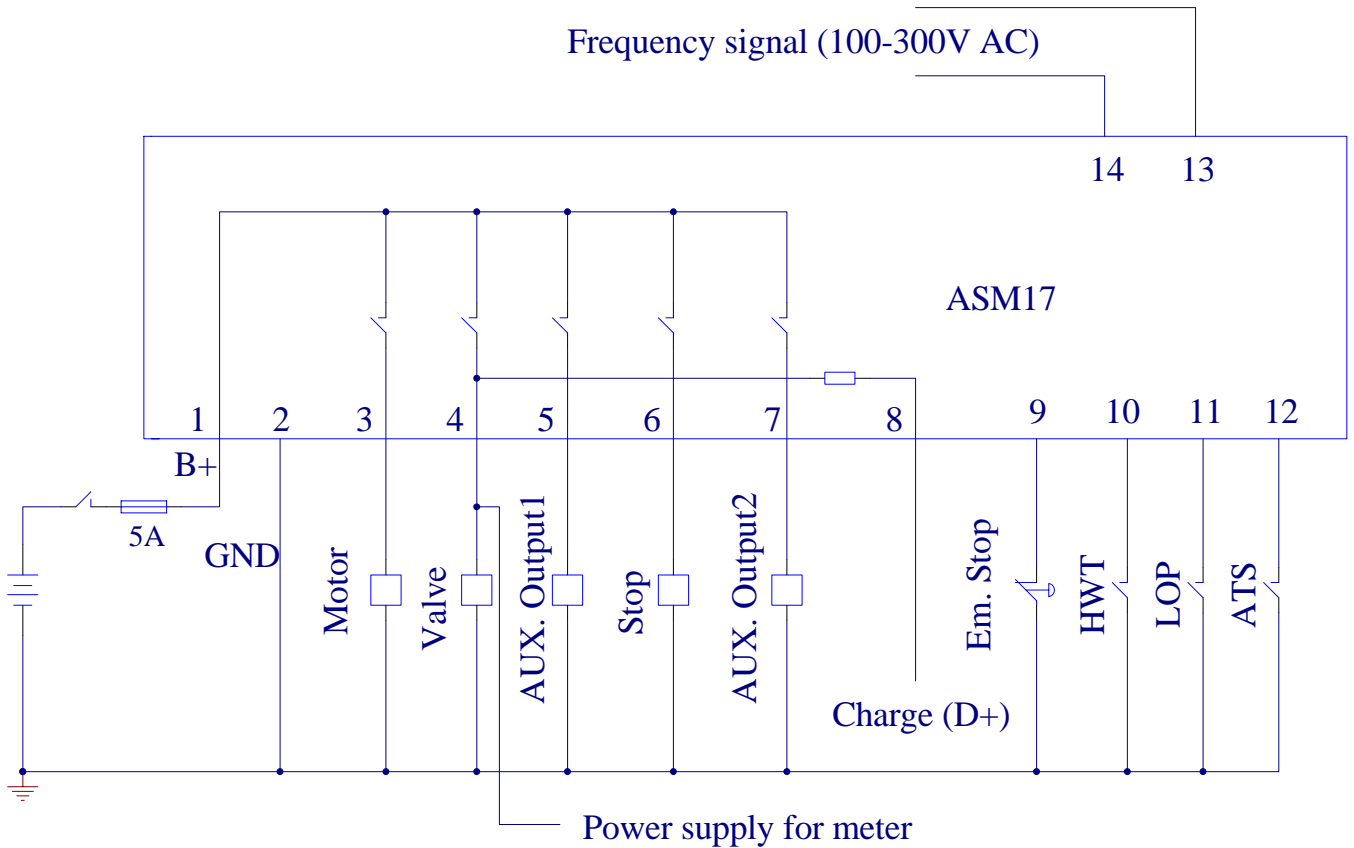 Frequency signal (100-300V AC)
14 13
ASM17
1 2 3 4 5 6 7 8 9 10 11 12
B+
5A
GND
Motor
Valve
AUX. Output1
Stop
AUX. Output2
Em. Stop
HWT
LOP
ATS
Charge (D+)
Power supply for meter